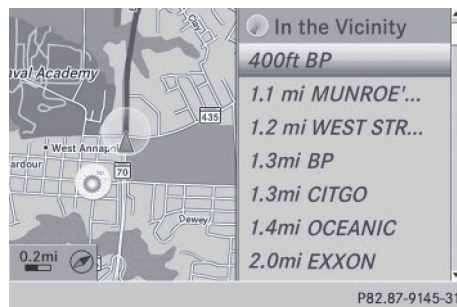 In the Vicinity
400ft BP
1.1 mi MUNROE'...
1.2 mi WEST STR...
1.3mi BP
1.3mi CITGO
1.4mi OCEANIC
2.0mi EXXON
aval Academy
Clay
435
West Annapol
ardour
70
Dewey
0.2mi
P82.87-9145-31